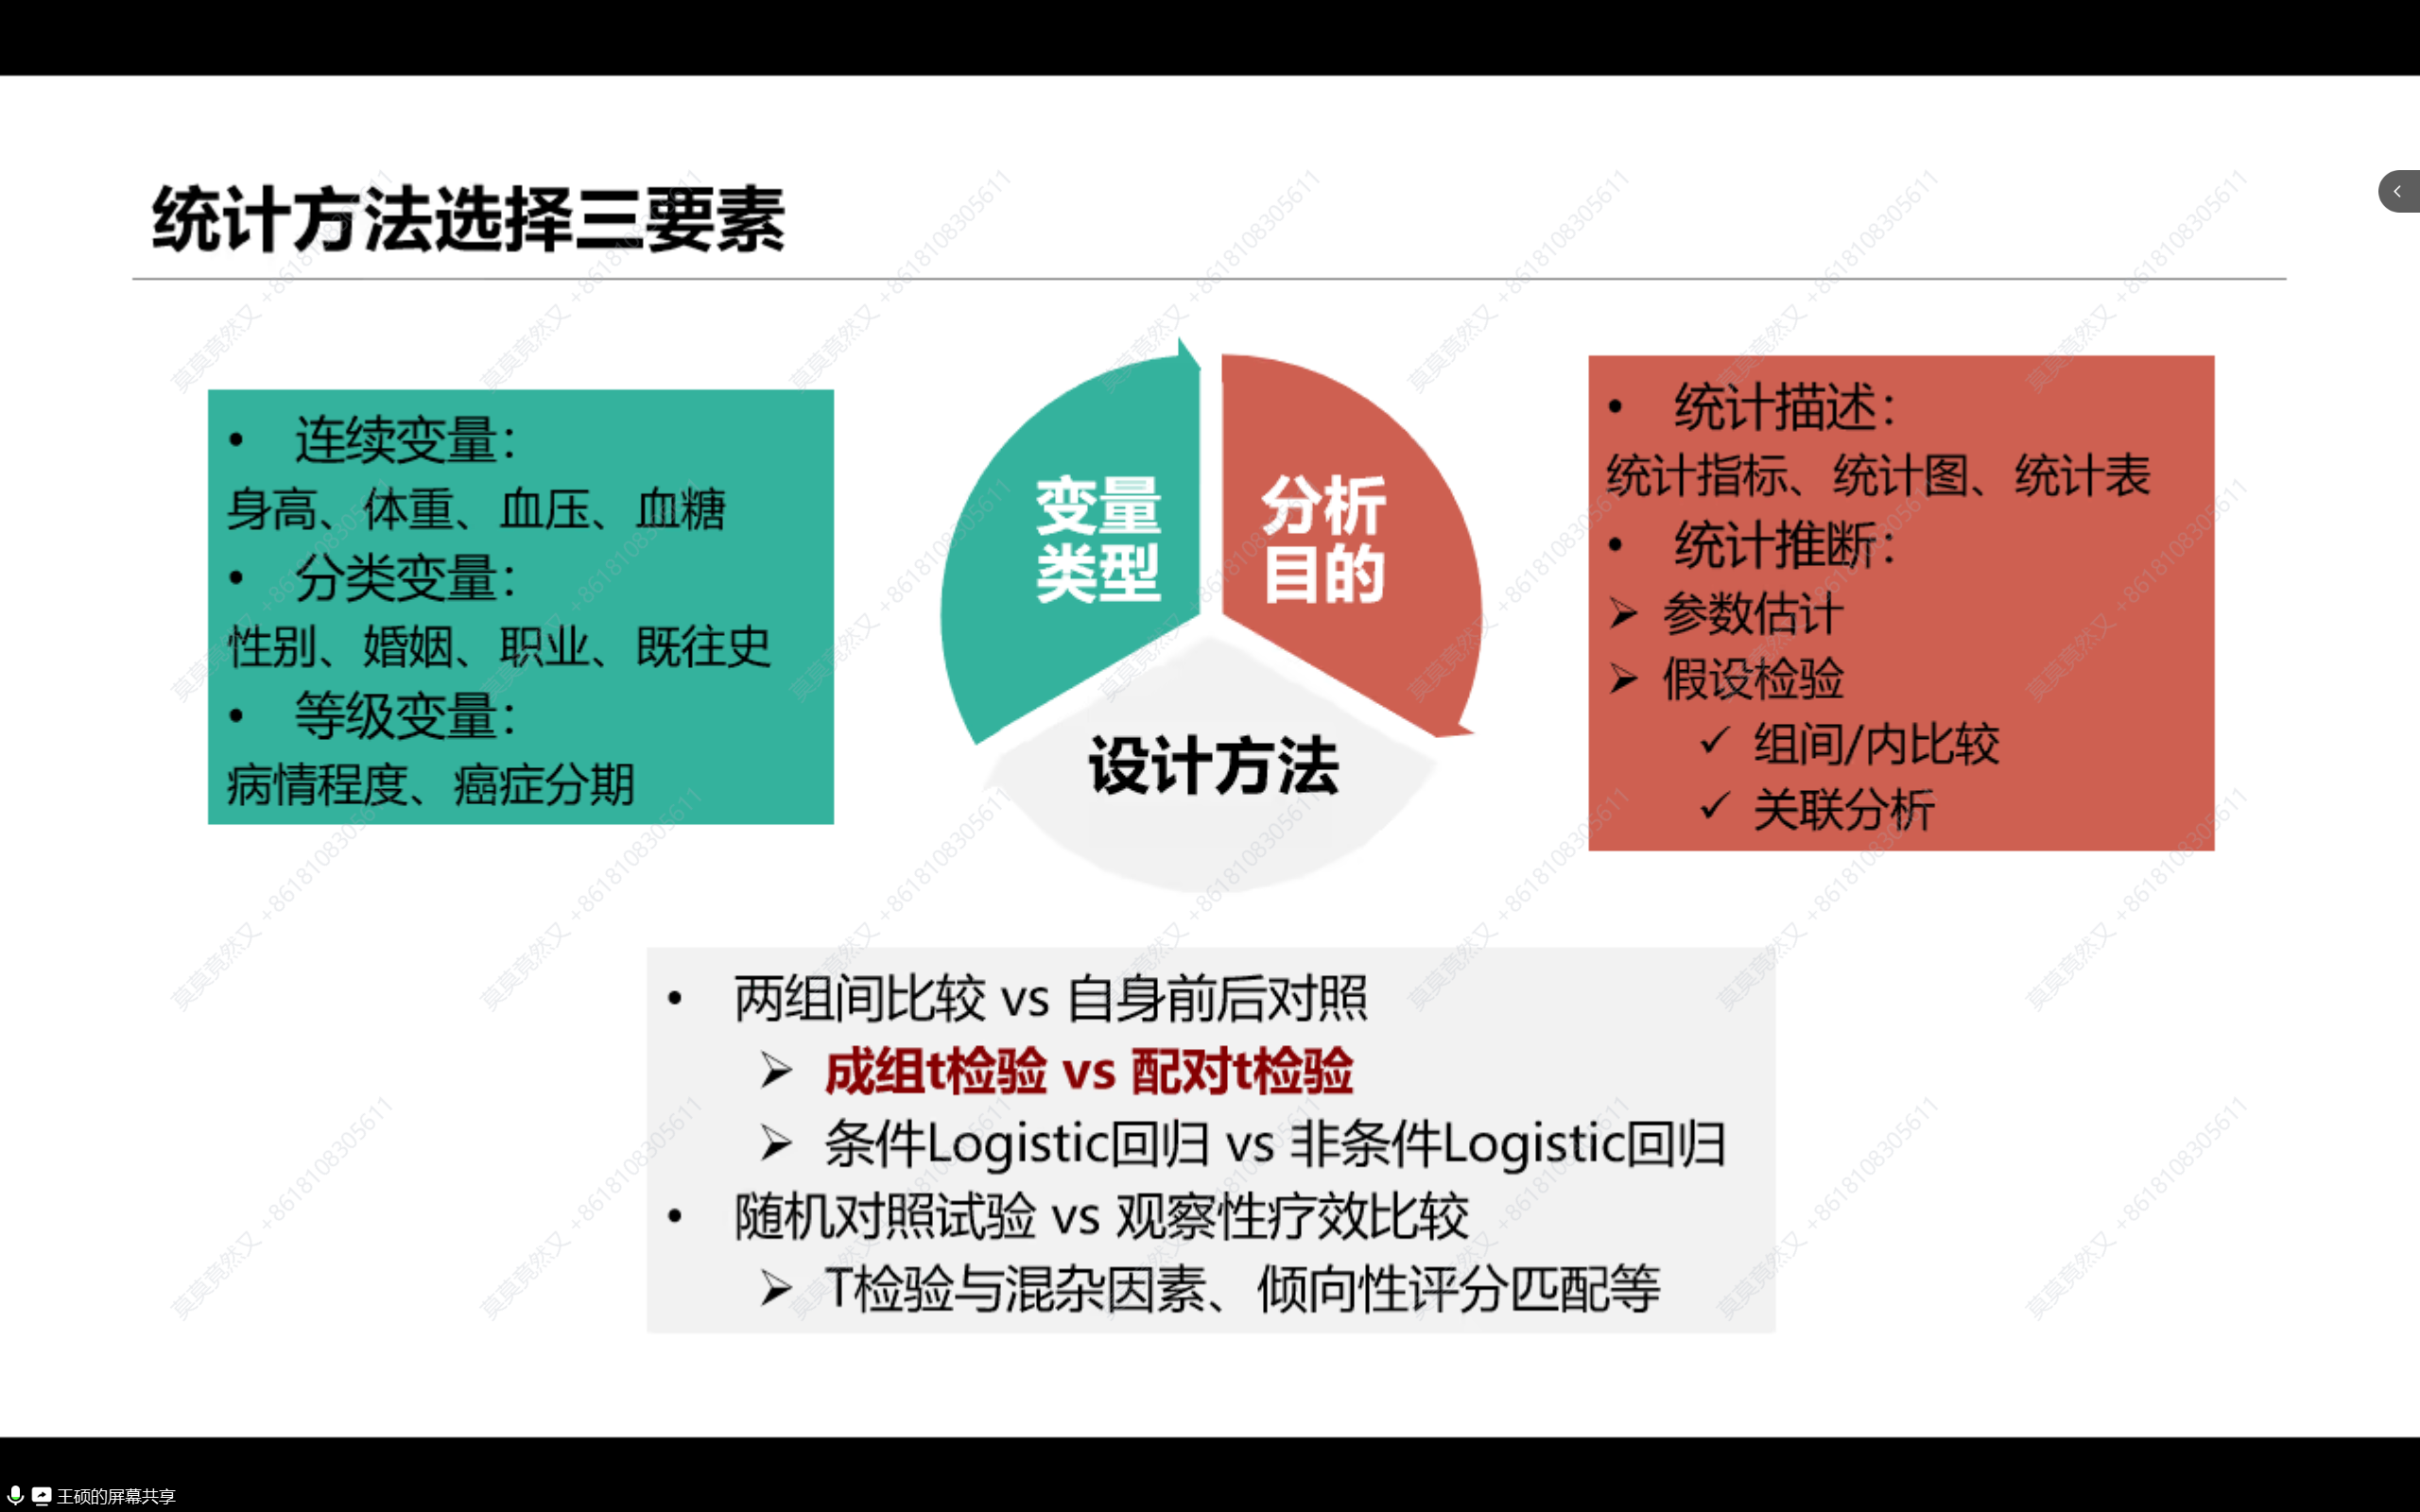 统计方法选择三要素
• 连续变量：
身高、体重、血压、血糖
• 分类变量：
性别、婚姻、职业、既往史
• 等级变量：
病情程度、癌症分期
变量
类型
分析
目的
设计方法
• 统计描述：
统计指标、统计图、统计表
• 统计推断：
➢ 参数估计
➢ 假设检验
✓ 组间/内比较
✓ 关联分析
• 两组间比较 vs 自身前后对照
➢ 成组t检验 vs 配对t检验
➢ 条件Logistic回归 vs 非条件Logistic回归
• 随机对照试验 vs 观察性疗效比较
➢ T检验与混杂因素、倾向性评分匹配等
王硕的屏幕共享
莫莫竟然又 +8618108305611